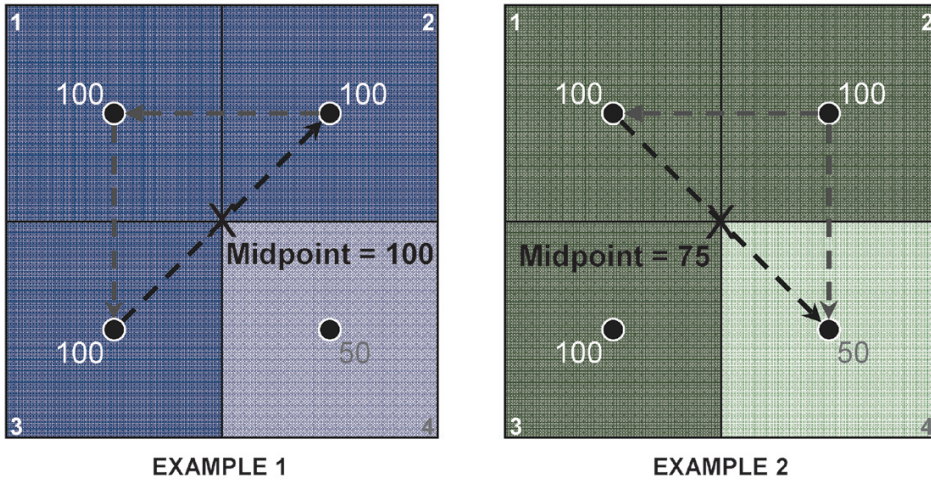 1 2
100 100
X
Midpoint = 100
100 50
3 4
EXAMPLE 1
1 2
100 100
X
Midpoint = 75
100 50
3 4
EXAMPLE 2